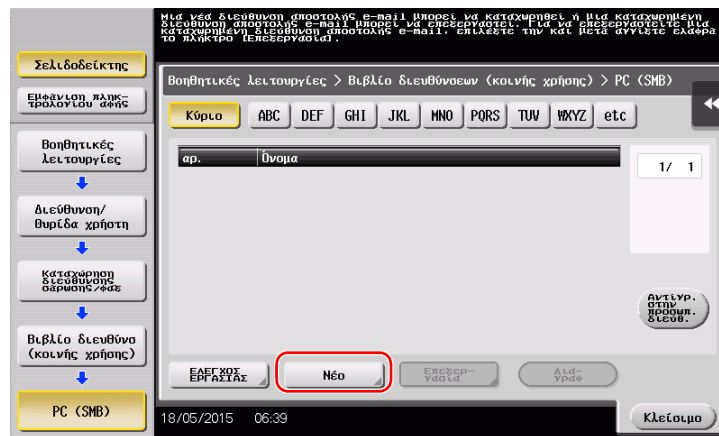 Μια νέα διεύθυνση αποστολής e-mail μπορεί να καταχωρηθεί ή μια καταχωρημένη
διεύθυνση αποστολής e-mail μπορεί να επεξεργαστεί. Για να επεξεργαστείτε μια
καταχωρημένη διεύθυνση αποστολής e-mail, επιλέξτε την και μετά αγγίξτε ελαφρά
το πλήκτρο [Επεξεργασία].
Σελιδοδείκτης
Εμφάνιση πληκ-
τρολογίου αφής
Βοηθητικές
λειτουργίες
Διεύθυνση/
θυρίδα χρήστη
Καταχώρηση
διεύθυνσης
σάρωσης/φαξ
Βιβλίο διευθύνσ
(κοινής χρήσης)
PC (SMB)
Βοηθητικές λειτουργίες > Βιβλίο διευθύνσεων (κοινής χρήσης) > PC (SMB)
Κύριο ABC DEF GHI JKL MNO PQRS TUV WXYZ etc
αρ. Όνομα
1/ 1
Αντιγρ.
στην
προσωπ.
διευθ.
ΕΛΕΓΧΟΣ
ΕΡΓΑΣΙΑΣ
Νέο
Επεξερ-
γασία
Δια-
γραφ
18/05/2015 06:39
Κλείσιμο